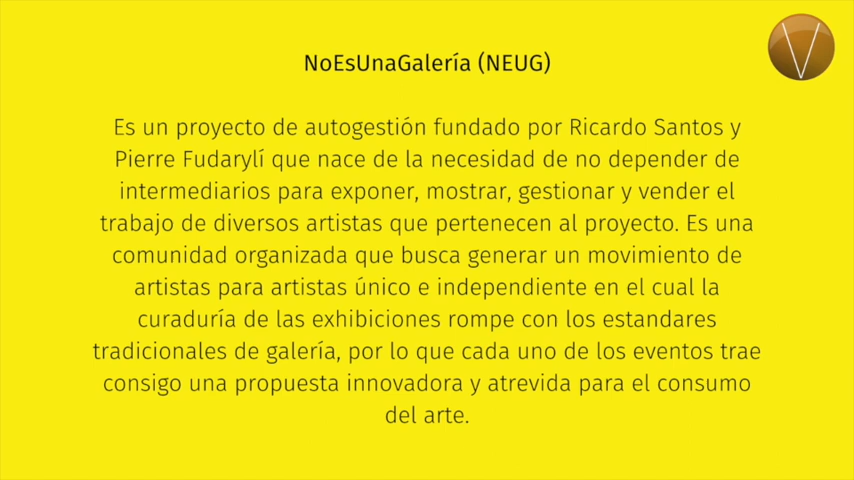 NoEsUnaGalería (NEUG)
Es un proyecto de autogestión fundado por Ricardo Santos y
Pierre Fudarylí que nace de la necesidad de no depender de
intermediarios para exponer, mostrar, gestionar y vender el
trabajo de diversos artistas que pertenecen al proyecto. Es una
comunidad organizada que busca generar un movimiento de
artistas para artistas único e independiente en el cual la
curaduría de las exhibiciones rompe con los estandares
tradicionales de galería, por lo que cada uno de los eventos trae
consigo una propuesta innovadora y atrevida para el consumo
del arte.